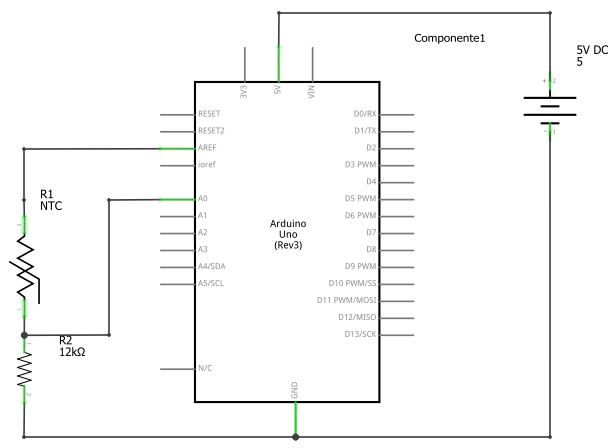 Componente1
5V DC
5
3V3
5V
VIN
RESET
RESET2
AREF
ioref
A0
A1
A2
A3
A4/SDA
A5/SCL
N/C
D0/RX
D1/TX
D2
D3 PWM
D4
D5 PWM
D6 PWM
D7
D8
D9 PWM
D10 PWM/SS
D11 PWM/MOSI
D12/MISO
D13/SCK
Arduino
Uno
(Rev3)
GND
R1
NTC
R2
12kΩ